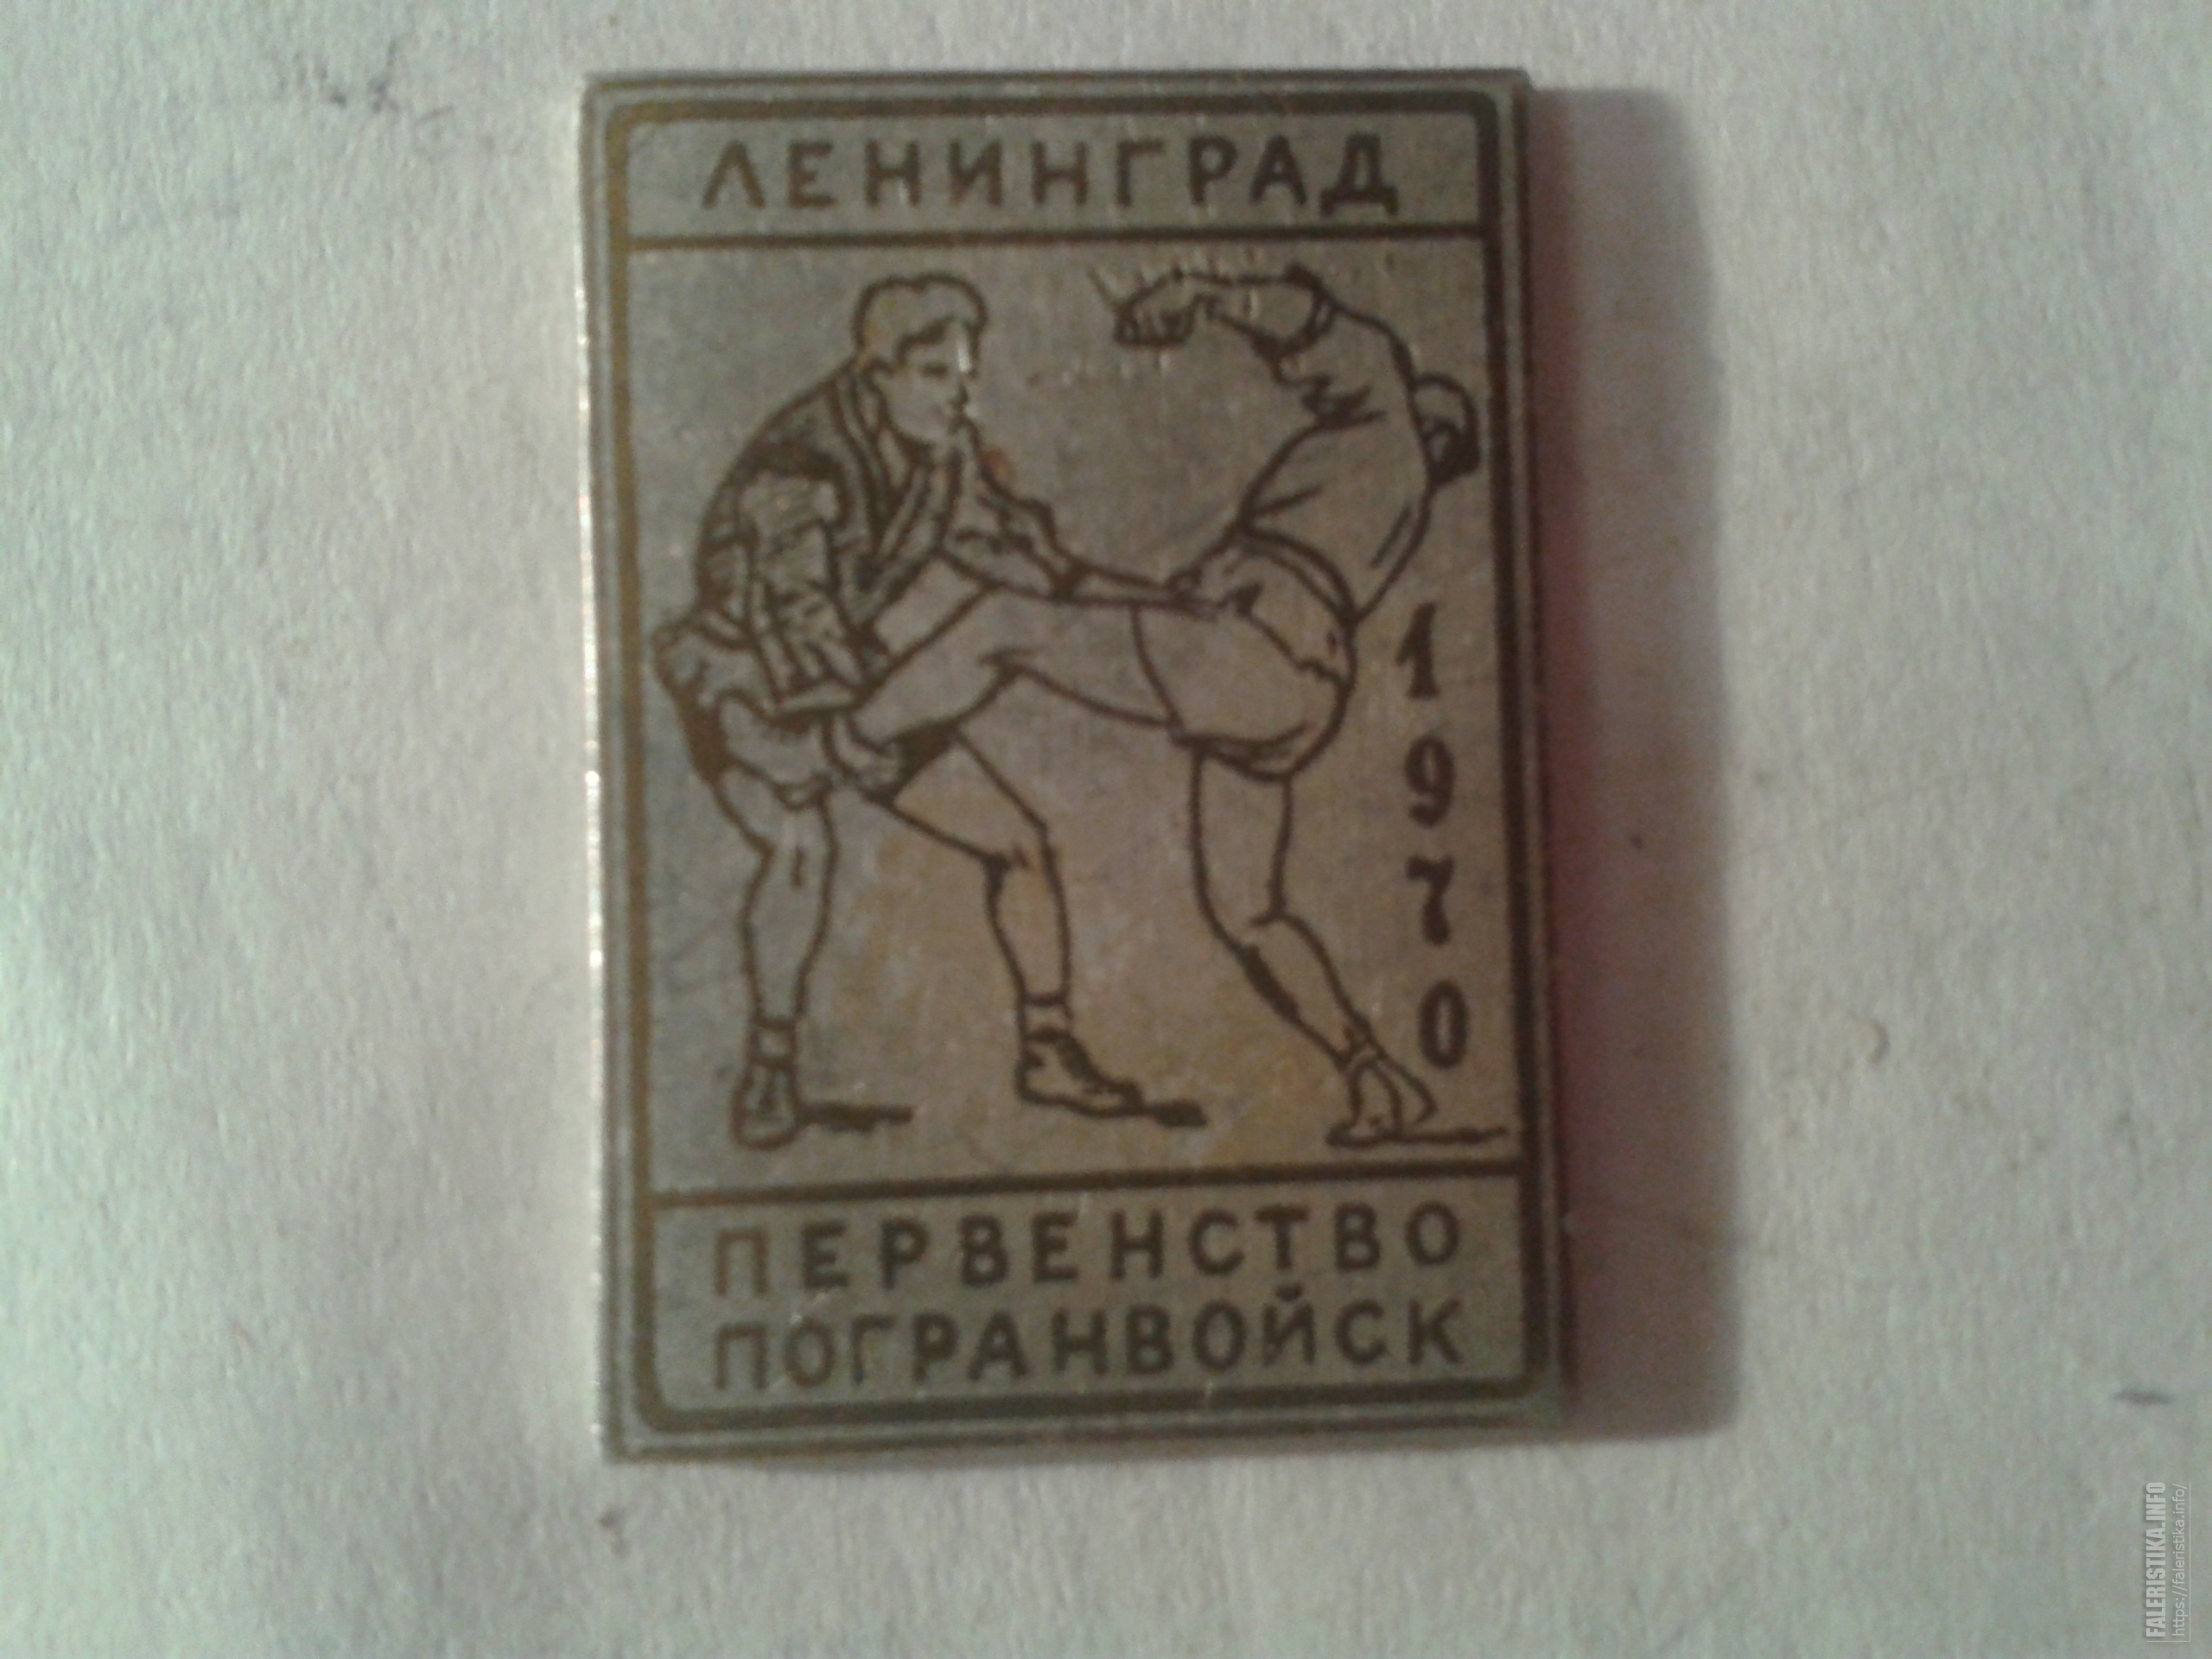 ЛЕНИНГРАД
1970
ПЕРВЕНСТВО
ПОГРАНВОЙСК
FALERISTIKA.INFO
https://faleristika.info/